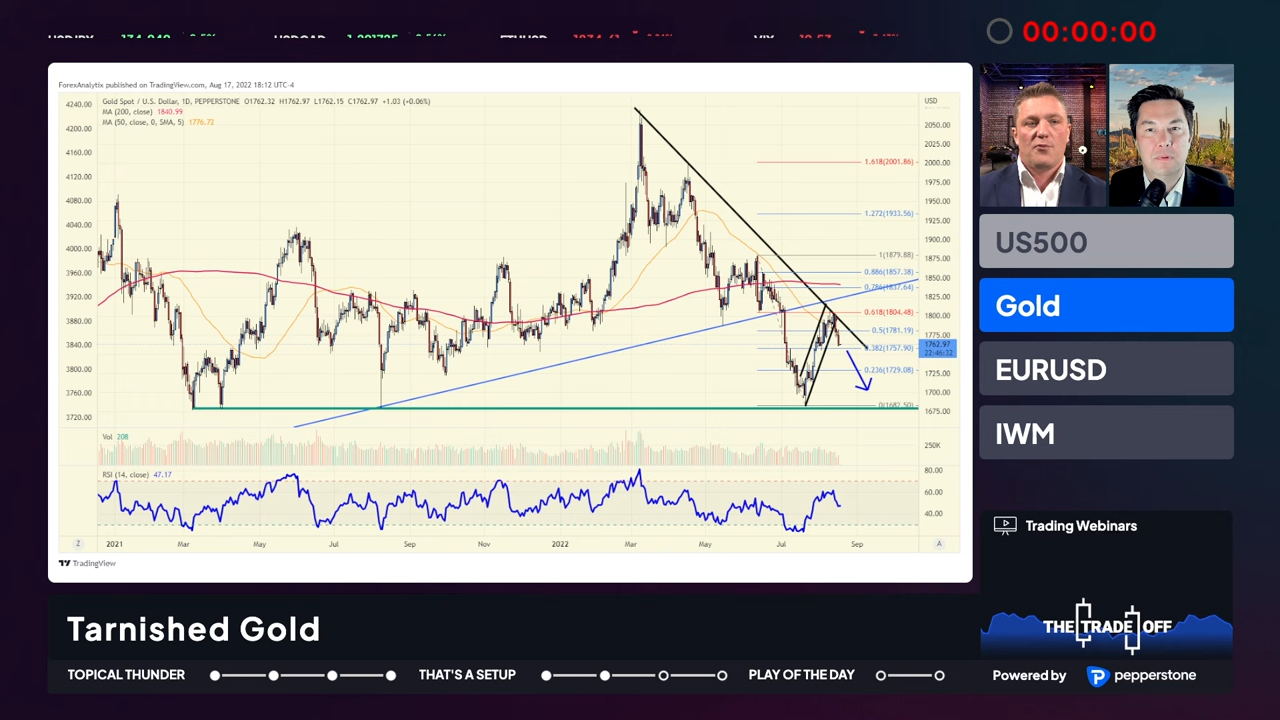 00:00:00
ForexAnalytix published on TradingView.com, Aug 17, 2022 18:12 UTC-4
Gold Spot / U.S. Dollar, 1D, PEPPERSTONE O1762.32 H1762.97 L1762.15 C1762.97 +1.03 (+0.06%)
MA (200, close) 1840.99
MA (50, close, 0, SMA, 5) 1776.72
4240.00
4200.00
4160.00
4120.00
4080.00
4040.00
4000.00
3960.00
3920.00
3880.00
3840.00
3800.00
3760.00
3720.00
USD
2050.00
2025.00
2000.00
1975.00
1950.00
1925.00
1900.00
1875.00
1850.00
1825.00
1800.00
1775.00
1762.97
22:46:32
1725.00
1700.00
1675.00
1.618(2001.86)
1.272(1933.56)
1(1879.88)
0.886(1857.38)
0.786(1837.64)
0.618(1804.48)
0.5(1781.19)
0.382(1757.90)
0.236(1729.08)
0(1682.50)
Vol 208
250K
RSI (14, close) 47.17
80.00
60.00
40.00
Z 2021 Mar May Jul Sep Nov 2022 Mar May Jul Sep A
TradingView
US500
Gold
EURUSD
IWM
Trading Webinars
THE TRADE OFF
Tarnished Gold
TOPICAL THUNDER THAT'S A SETUP PLAY OF THE DAY
Powered by pepperstone